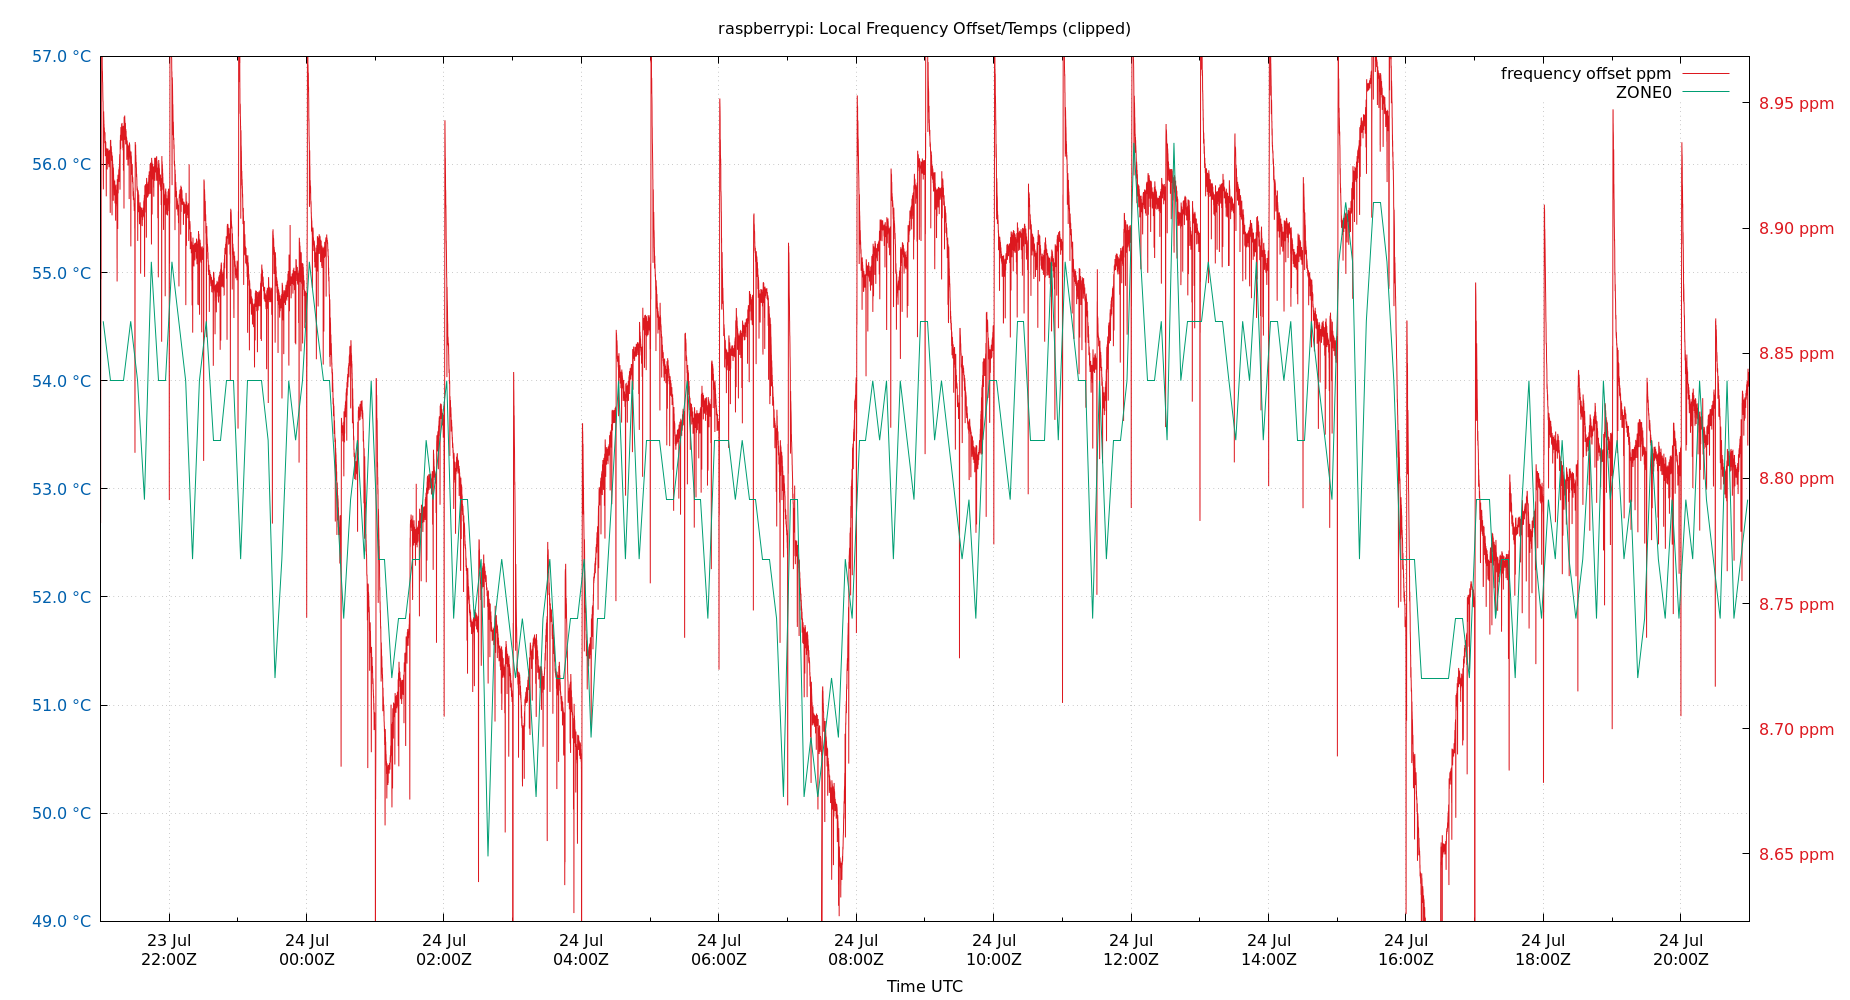 raspberrypi: Local Frequency Offset/Temps (clipped)
57.0 °C
56.0 °C
55.0 °C
54.0 °C
53.0 °C
52.0 °C
51.0 °C
50.0 °C
49.0 °C
frequency offset ppm
ZONE0
8.95 ppm
8.90 ppm
8.85 ppm
8.80 ppm
8.75 ppm
8.70 ppm
8.65 ppm
23 Jul
22:00Z
24 Jul
00:00Z
24 Jul
02:00Z
24 Jul
04:00Z
24 Jul
06:00Z
24 Jul
08:00Z
24 Jul
10:00Z
24 Jul
12:00Z
24 Jul
14:00Z
24 Jul
16:00Z
24 Jul
18:00Z
24 Jul
20:00Z
Time UTC